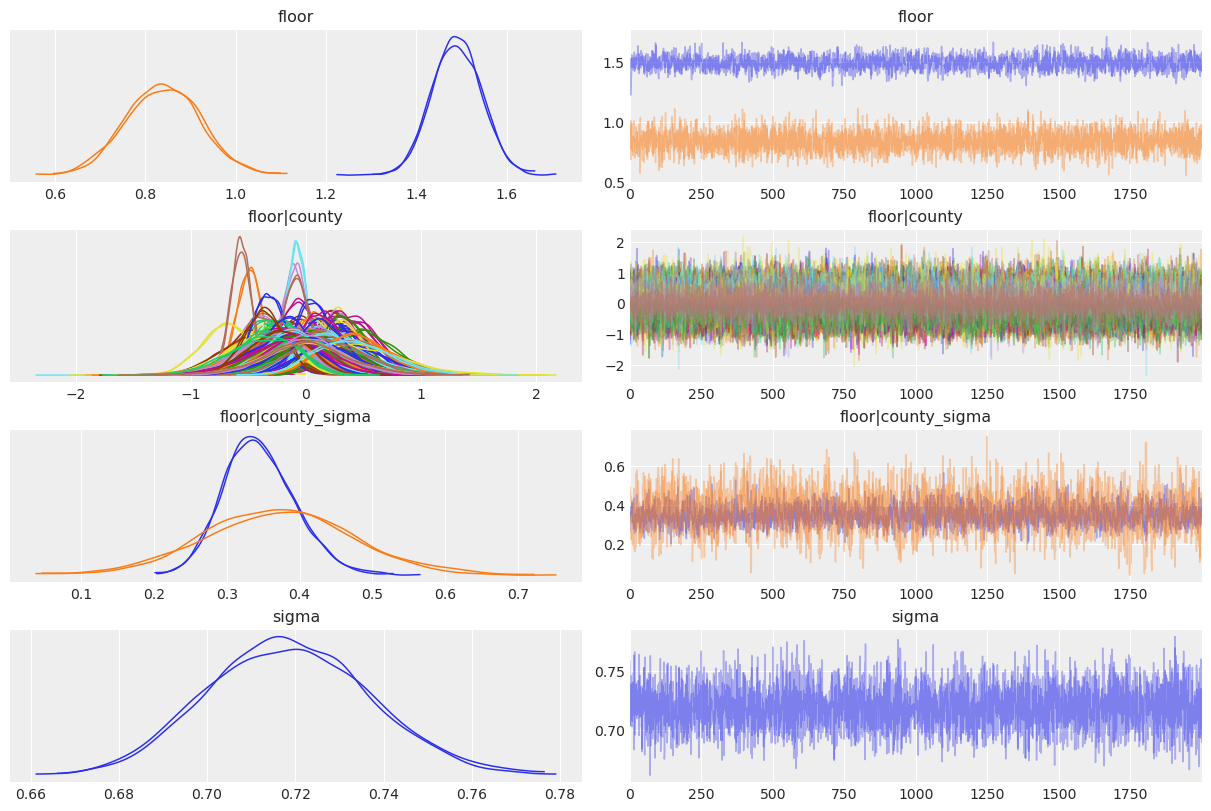 floor
floor
1.5
1.0
0.5
0.6 0.8 1.0 1.2 1.4 1.6
0 250 500 750 1000 1250 1500 1750
floor|county
floor|county
2
1
0
−1
−2
−2 −1 0 1 2
0 250 500 750 1000 1250 1500 1750
floor|county_sigma
floor|county_sigma
0.6
0.4
0.2
0.1 0.2 0.3 0.4 0.5 0.6 0.7
0 250 500 750 1000 1250 1500 1750
sigma
sigma
0.75
0.70
0.66 0.68 0.70 0.72 0.74 0.76 0.78
0 250 500 750 1000 1250 1500 1750